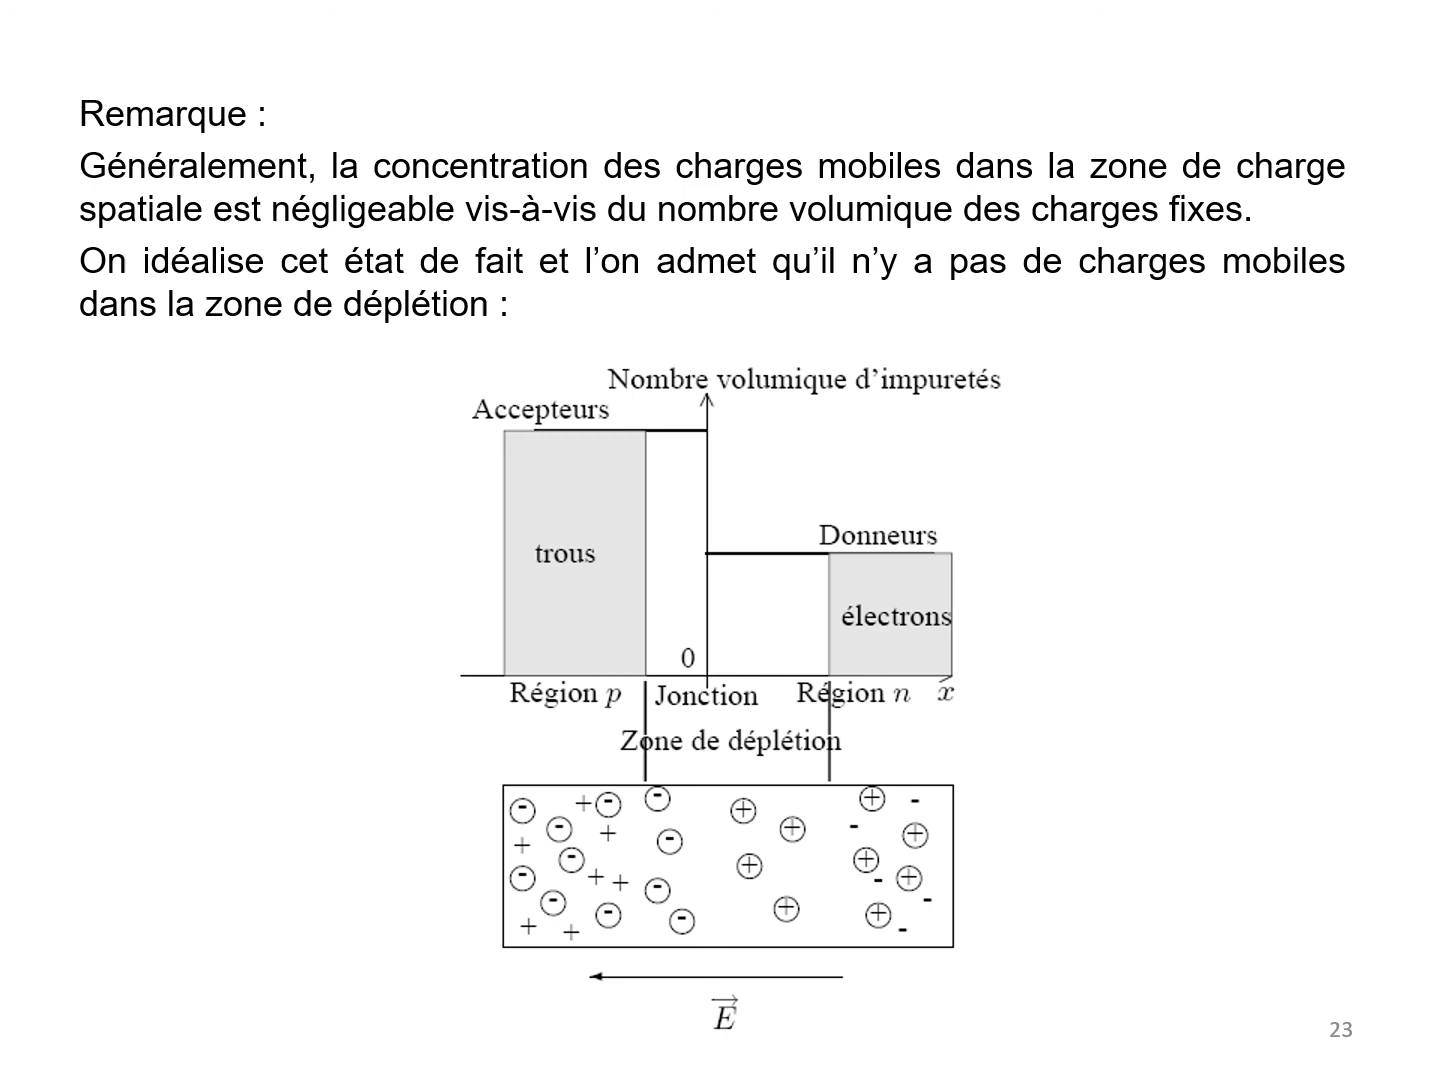 Remarque :
Généralement, la concentration des charges mobiles dans la zone de charge
spatiale est négligeable vis-à-vis du nombre volumique des charges fixes.
On idéalise cet état de fait et l’on admet qu’il n’y a pas de charges mobiles
dans la zone de déplétion :
Nombre volumique d’impuretés
Accepteurs
Donneurs
trous
électrons
0
Région p Jonction Région n x
Zone de déplétion
E
23